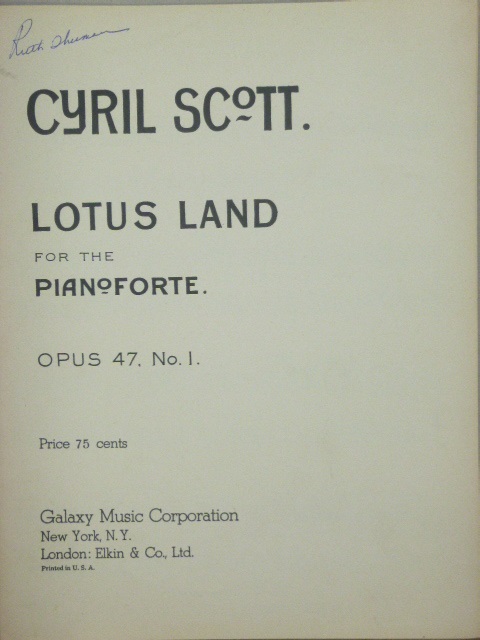 Ruth
CYRIL SCOTT.
LOTUS LAND
FOR THE
PIANOFORTE.
OPUS 47, No. 1.
Price 75 cents
Galaxy Music Corporation
New York, N. Y.
London: Elkin & Co., Ltd.
Printed in U. S. A.